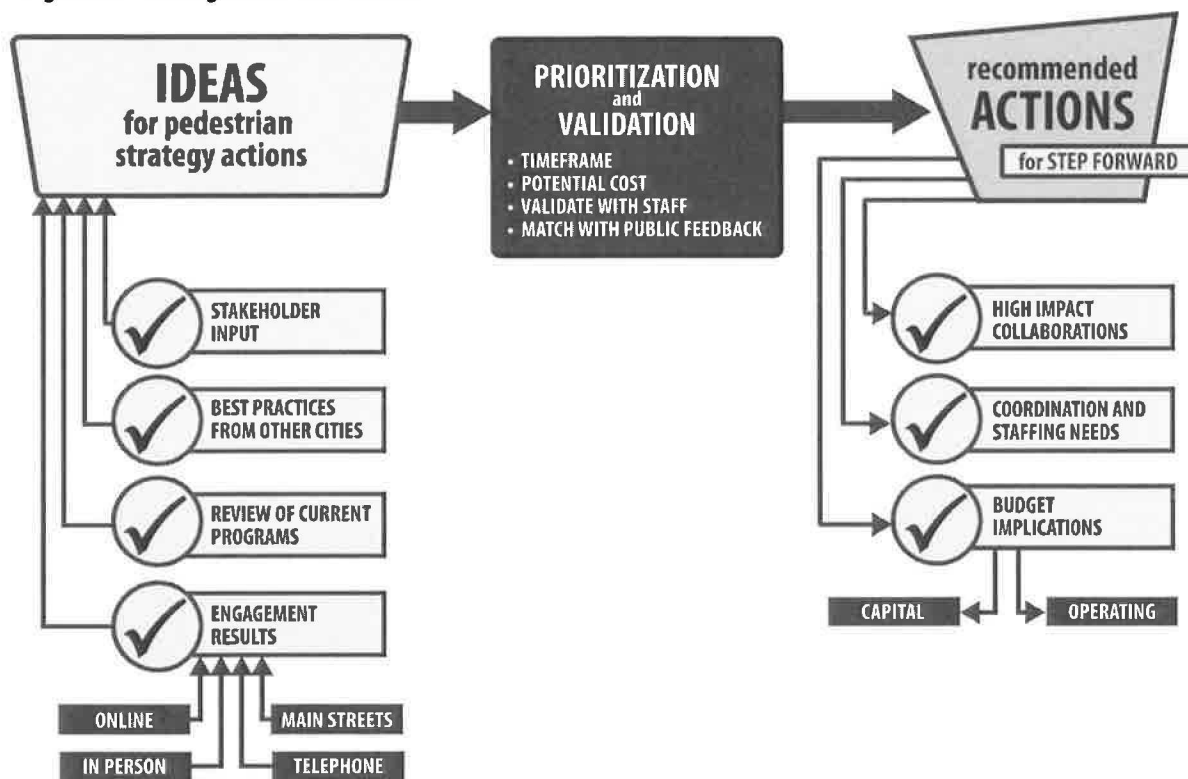 IDEAS
for pedestrian
strategy actions
PRIORITIZATION
and
VALIDATION
• TIMEFRAME
• POTENTIAL COST
• VALIDATE WITH STAFF
• MATCH WITH PUBLIC FEEDBACK
recommended
ACTIONS
for STEP FORWARD
STAKEHOLDER
INPUT
BEST PRACTICES
FROM OTHER CITIES
REVIEW OF CURRENT
PROGRAMS
ENGAGEMENT
RESULTS
ONLINE
MAIN STREETS
IN PERSON
TELEPHONE
HIGH IMPACT
COLLABORATIONS
COORDINATION AND
STAFFING NEEDS
BUDGET
IMPLICATIONS
CAPITAL
OPERATING